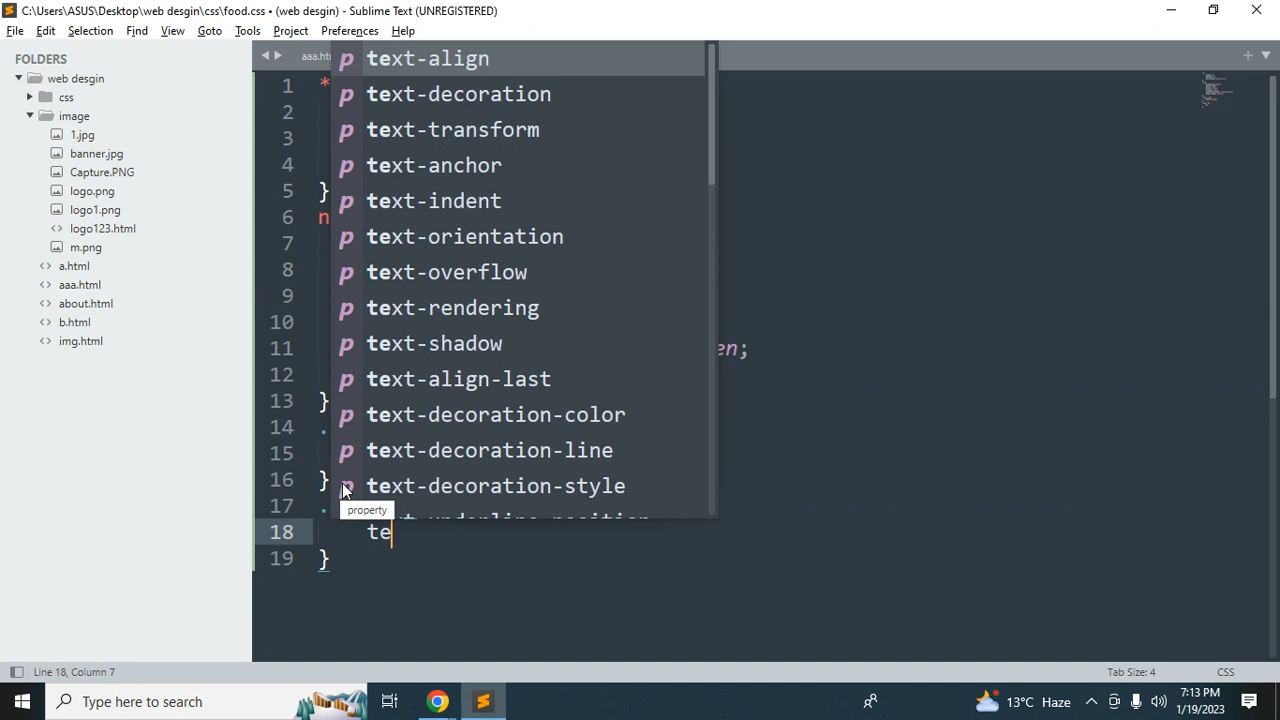 C:\Users\ASUS\Desktop\web desgin\css\food.css • (web desgin) - Sublime Text (UNREGISTERED)
File Edit Selection Find View Goto Tools Project Preferences Help
FOLDERS
web desgin
css
image
1.jpg
banner.jpg
Capture.PNG
logo.png
logo1.png
logo123.html
m.png
a.html
aaa.html
about.html
b.html
img.html
1 *
2
3
4
5 }
6 n
7
8
9
10
11 en;
12
13 }
14 .
15
16 }
17 .
18 te
19 }
p text-align
p text-decoration
p text-transform
p text-anchor
p text-indent
p text-orientation
p text-overflow
p text-rendering
p text-shadow
p text-align-last
p text-decoration-color
p text-decoration-line
p text-decoration-style
property
Line 18, Column 7
Tab Size: 4 CSS
Type here to search
13°C Haze
7:13 PM
1/19/2023